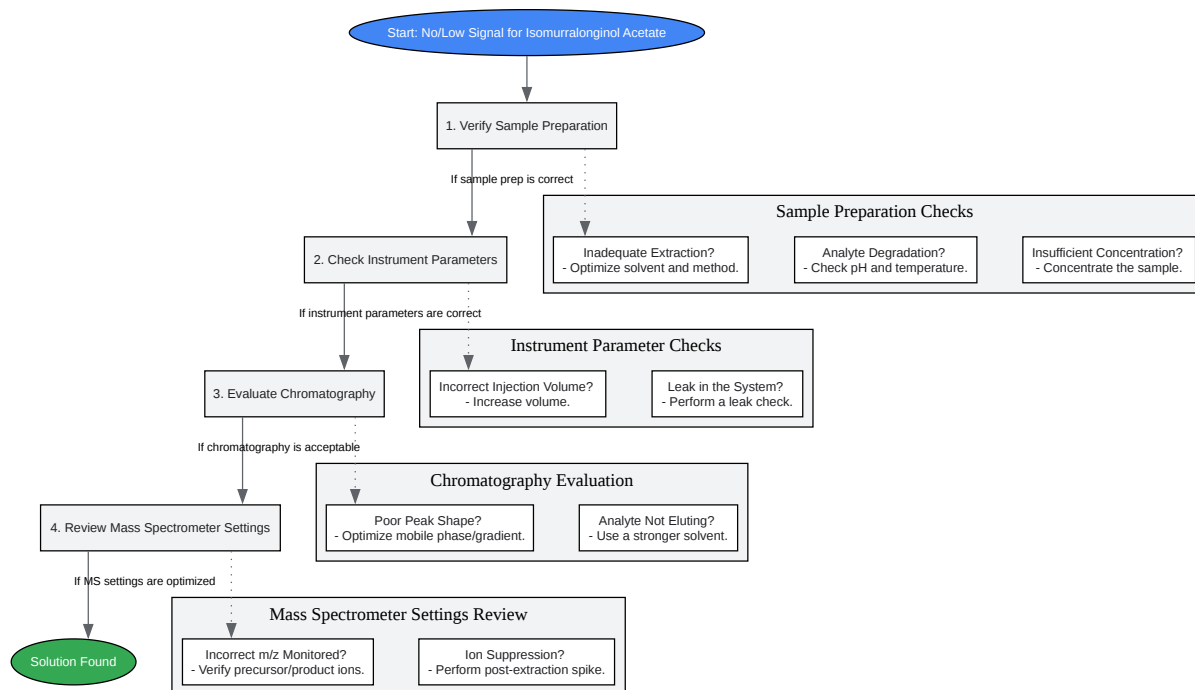 Start: No/Low Signal for Isomurralonginol Acetate
1. Verify Sample Preparation
If sample prep is correct
Sample Preparation Checks
Inadequate Extraction?
- Optimize solvent and method.
Analyte Degradation?
- Check pH and temperature.
Insufficient Concentration?
- Concentrate the sample.
2. Check Instrument Parameters
If instrument parameters are correct
Instrument Parameter Checks
Incorrect Injection Volume?
- Increase volume.
Leak in the System?
- Perform a leak check.
3. Evaluate Chromatography
If chromatography is acceptable
Chromatography Evaluation
Poor Peak Shape?
- Optimize mobile phase/gradient.
Analyte Not Eluting?
- Use a stronger solvent.
4. Review Mass Spectrometer Settings
If MS settings are optimized
Mass Spectrometer Settings Review
Incorrect m/z Monitored?
- Verify precursor/product ions.
Ion Suppression?
- Perform post-extraction spike.
Solution Found